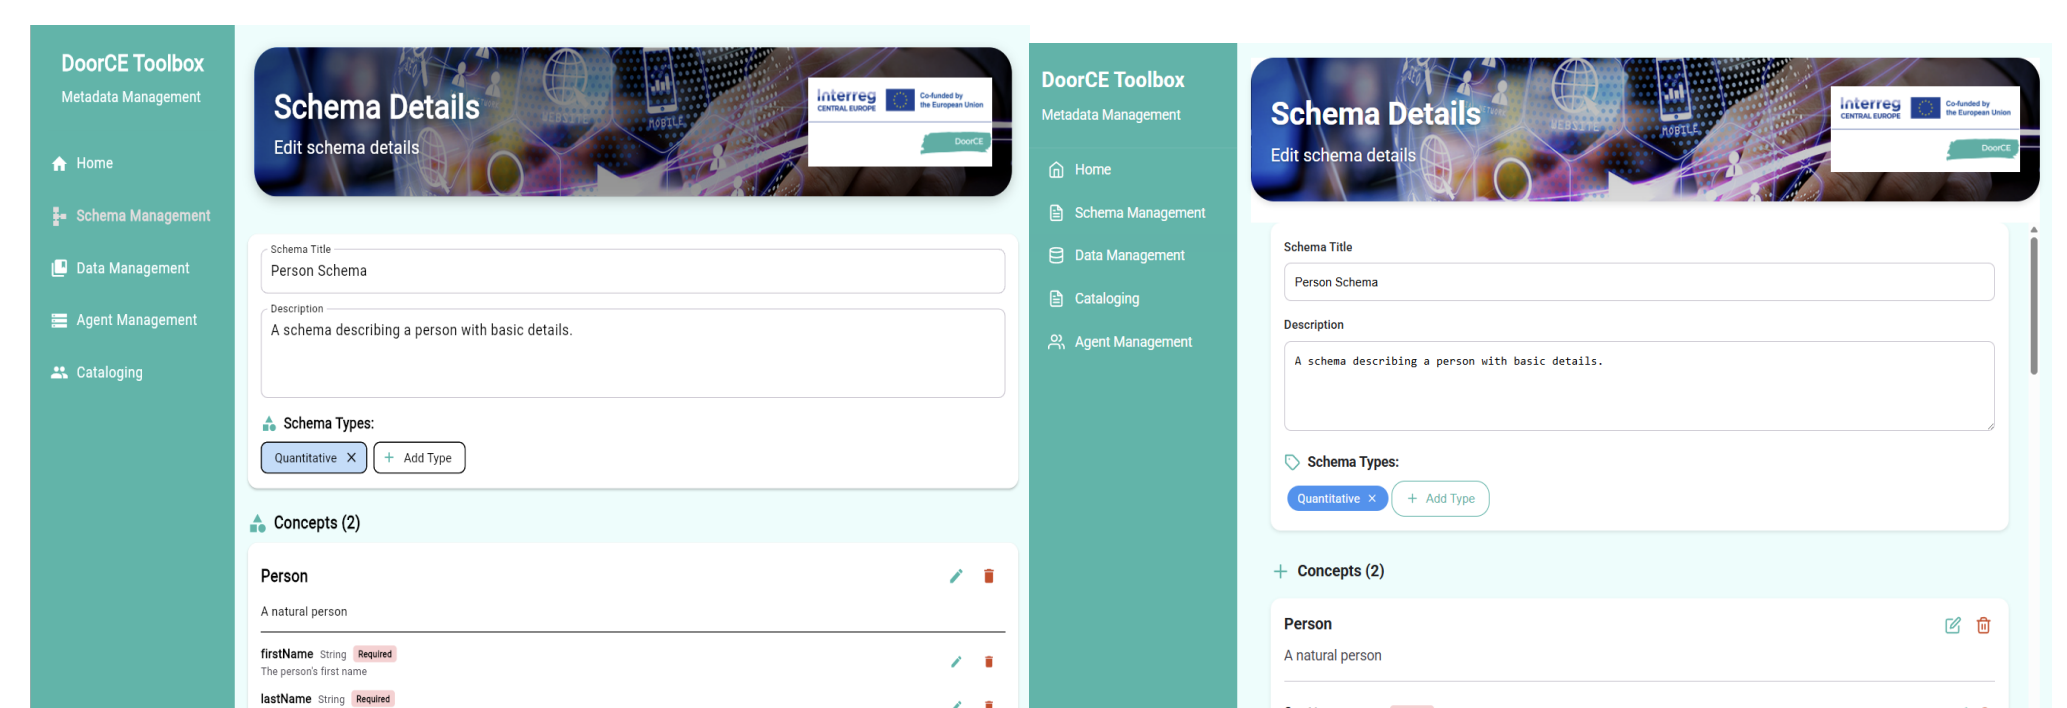 DoorCE Toolbox
Metadata Management
Home
Schema Management
Data Management
Agent Management
Cataloging
Schema Details
Edit schema details
WEBSITE
MOBILE
Interreg
CENTRAL EUROPE
Co-funded by
the European Union
DoorCE
Schema Title
Person Schema
Description
A schema describing a person with basic details.
Schema Types:
Quantitative ×
+ Add Type
Concepts (2)
Person
A natural person
firstName String Required
The person's first name
lastName String Required
DoorCE Toolbox
Metadata Management
Home
Schema Management
Data Management
Cataloging
Agent Management
Schema Details
Edit schema details
WEBSITE
MOBILE
Interreg
CENTRAL EUROPE
Co-funded by
the European Union
DoorCE
Schema Title
Person Schema
Description
A schema describing a person with basic details.
Schema Types:
Quantitative ×
+ Add Type
+ Concepts (2)
Person
A natural person